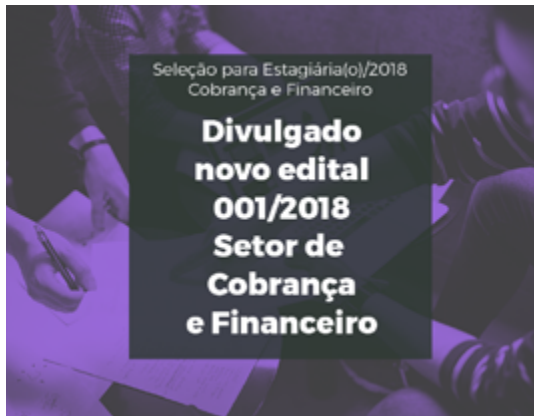 Seleção para Estagiária(o)/2018
Cobrança e Financeiro
Divulgado
novo edital
001/2018
Setor de
Cobrança
e Financeiro